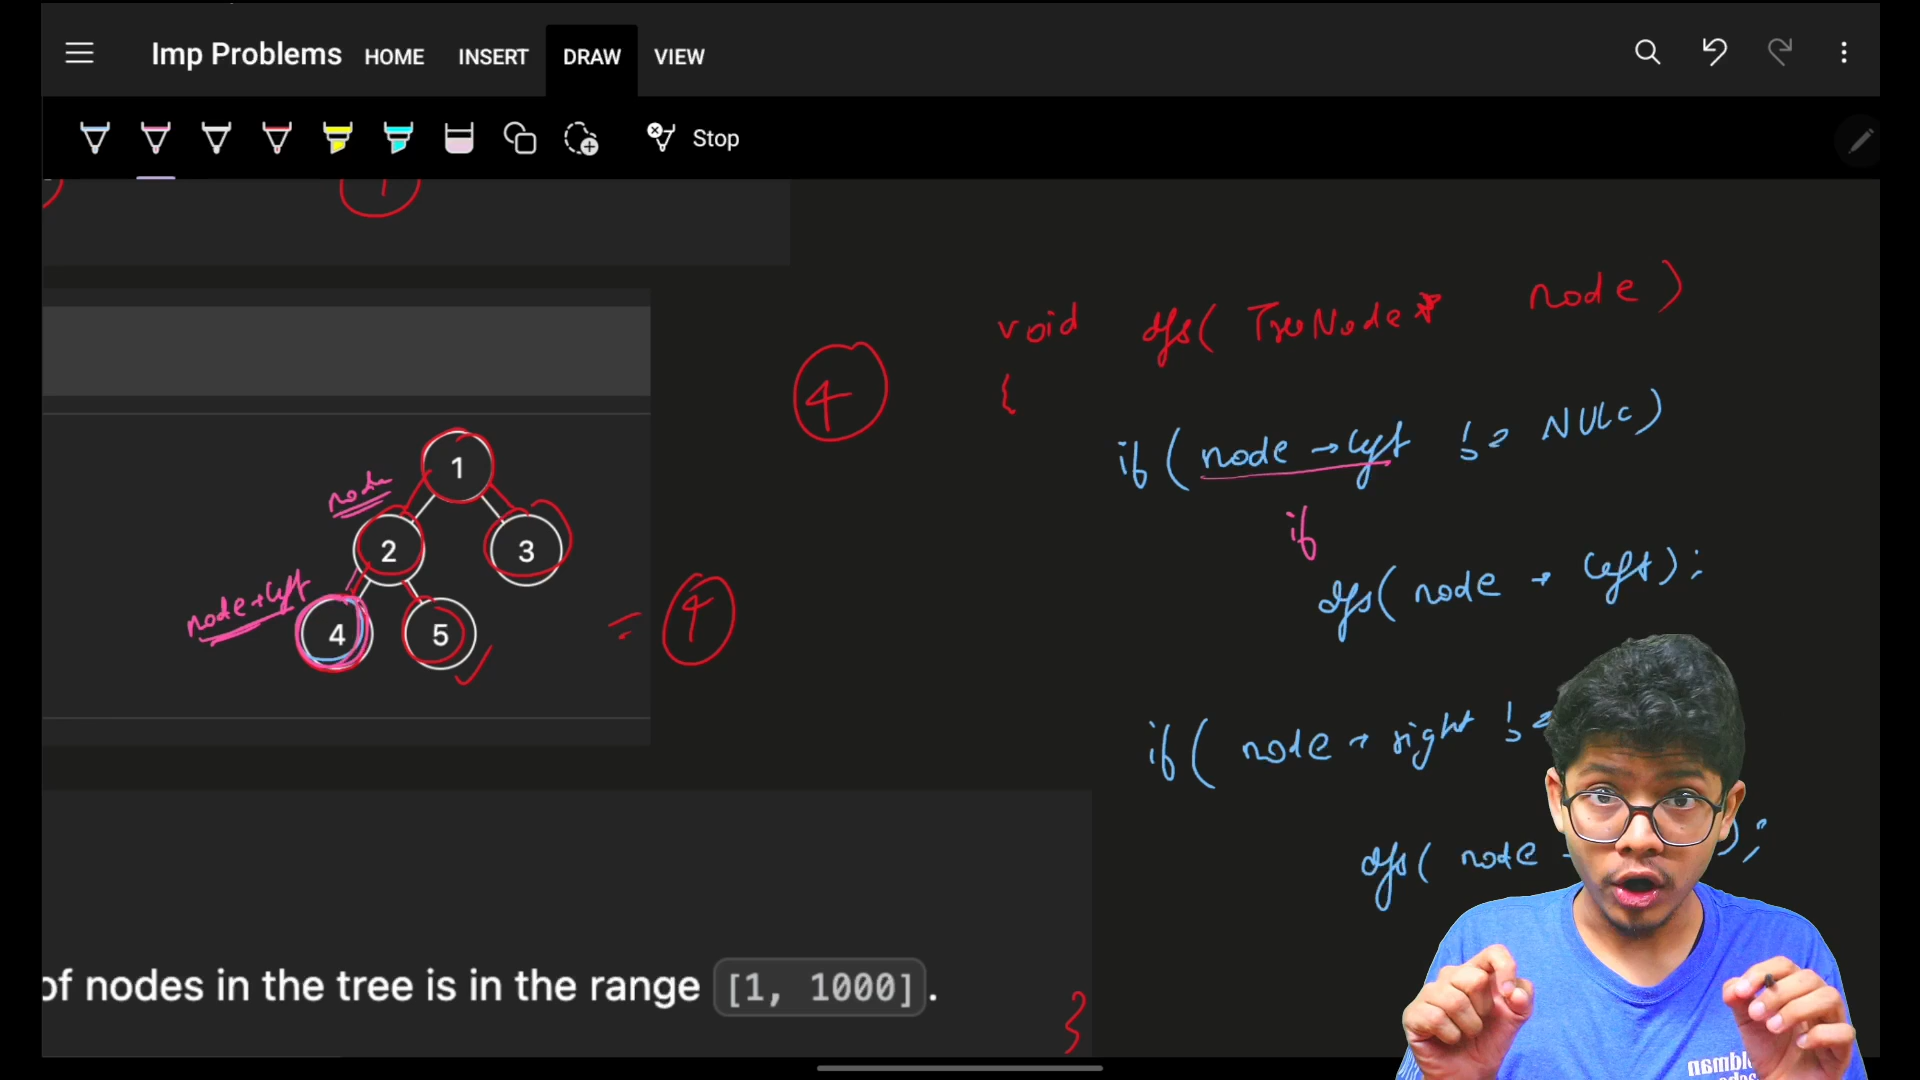 Imp Problems HOME INSERT DRAW VIEW
Stop
void dfs( TreeNode* node )
{
4
if( node → left != NULL )
1
node
if
2
3
dfs( node → left );
node → left
4
5
= 4
if( node → right !=
dfs( node );
of nodes in the tree is in the range [1, 1000].
}